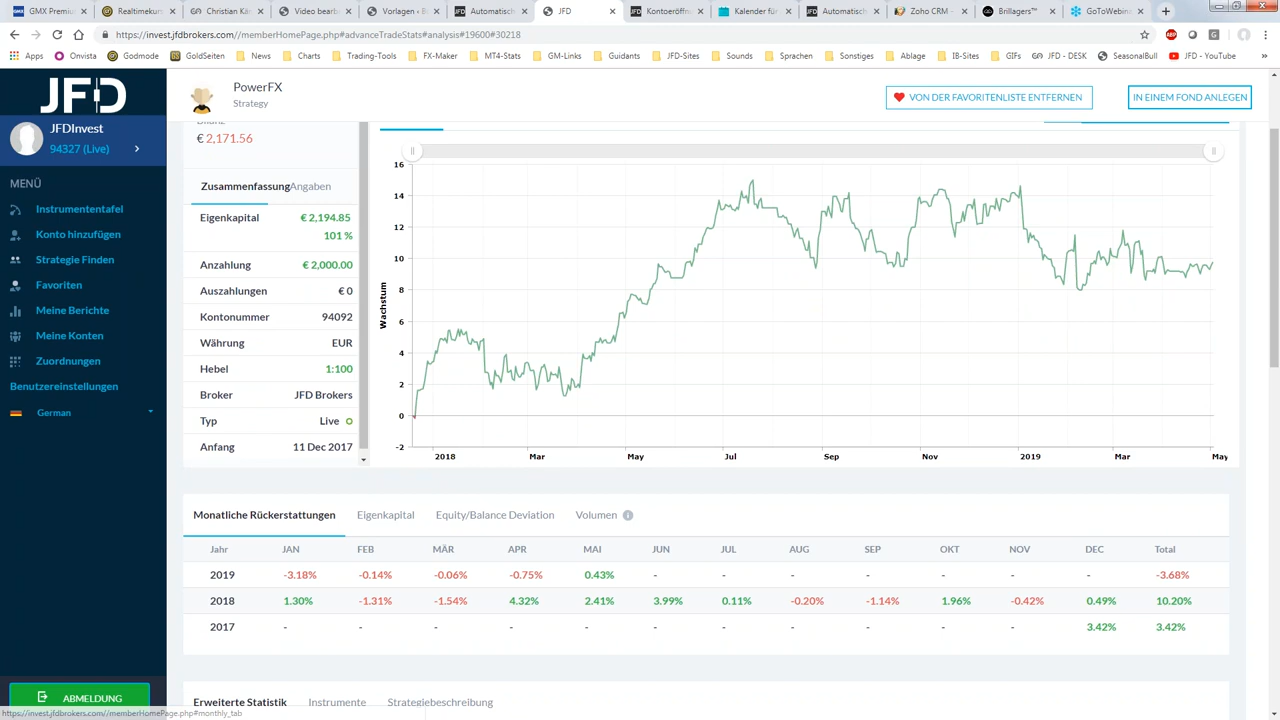 GMX Premiu
Realtimekun
Christian Kä
Video bearbe
Vorlagen ‹ B
Automatisch
JFD
Kontoeröffn
Kalender für
Automatisch
Zoho CRM -
Brillagers™
GoToWebin
https://invest.jfdbrokers.com//memberHomePage.php#advanceTradeStats#analysis#19600#30218
Apps
Onvista
Godmode
GoldSeiten
News
Charts
Trading-Tools
FX-Maker
MT4-Stats
GM-Links
Guidants
JFD-Sites
Sounds
Sprachen
Sonstiges
Ablage
IB-Sites
GIFs
JFD - DESK
SeasonalBull
JFD - YouTube
JFD
JFDInvest
94327 (Live)
MENÜ
Instrumententafel
Konto hinzufügen
Strategie Finden
Favoriten
Meine Berichte
Meine Konten
Zuordnungen
Benutzereinstellungen
German
ABMELDUNG
https://invest.jfdbrokers.com//memberHomePage.php#monthly_tab
PowerFX
Strategy
VON DER FAVORITENLISTE ENTFERNEN
IN EINEM FOND ANLEGEN
Bilanz
€ 2,171.56
Zusammenfassung Angaben
Eigenkapital € 2,194.85
101 %
Anzahlung € 2,000.00
Auszahlungen € 0
Kontonummer 94092
Währung EUR
Hebel 1:100
Broker JFD Brokers
Typ Live
Anfang 11 Dec 2017
Wachstum
16
14
12
10
8
6
4
2
0
-2
2018 Mar May Jul Sep Nov 2019 Mar May
Monatliche Rückerstattungen Eigenkapital Equity/Balance Deviation Volumen
Jahr JAN FEB MÄR APR MAI JUN JUL AUG SEP OKT NOV DEC Total
2019 -3.18% -0.14% -0.06% -0.75% 0.43% - - - - - - - -3.68%
2018 1.30% -1.31% -1.54% 4.32% 2.41% 3.99% 0.11% -0.20% -1.14% 1.96% -0.42% 0.49% 10.20%
2017 - - - - - - - - - - - 3.42% 3.42%
Erweiterte Statistik Instrumente Strategiebeschreibung